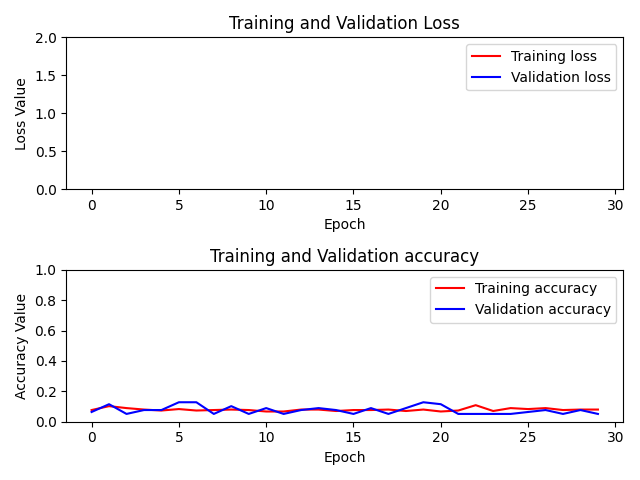 Training and Validation Loss
2.0
1.5
1.0
0.5
0.0
Loss Value
Training loss
Validation loss
0 5 10 15 20 25 30
Epoch
Training and Validation accuracy
1.0
0.8
0.6
0.4
0.2
0.0
Accuracy Value
Training accuracy
Validation accuracy
0 5 10 15 20 25 30
Epoch